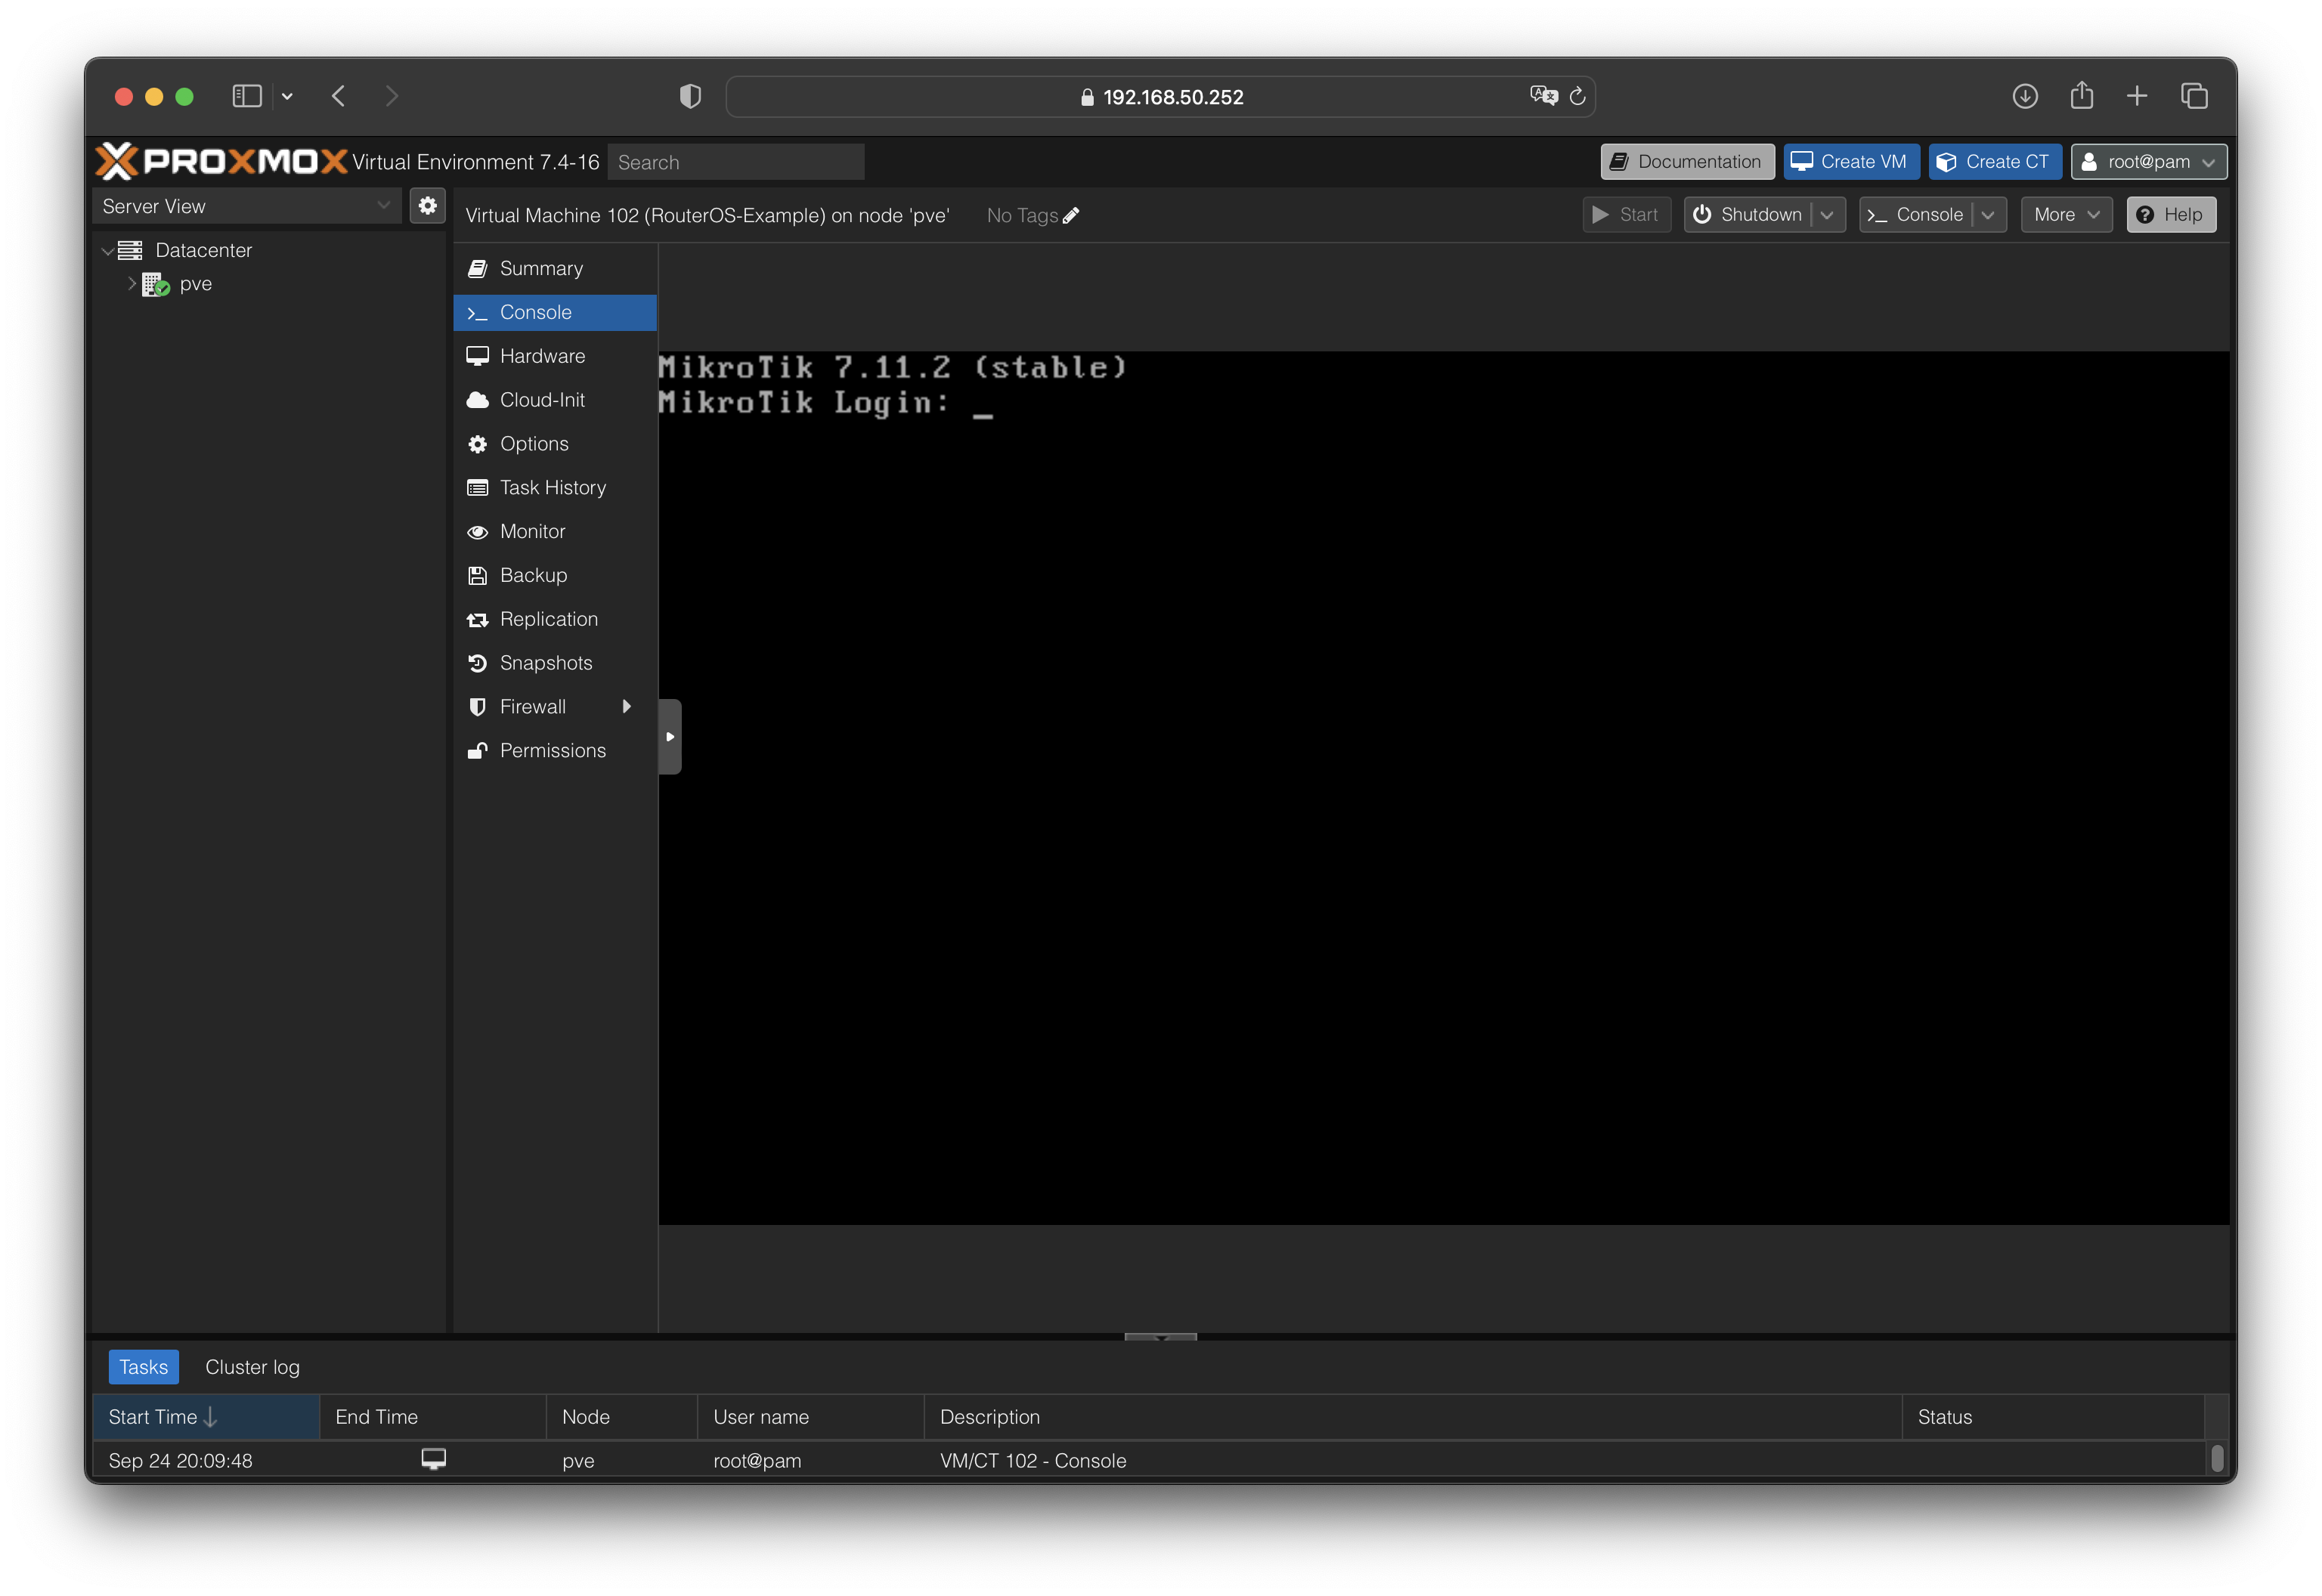 192.168.50.252
PROXMOX Virtual Environment 7.4-16 Search Documentation Create VM Create CT root@pam
Server View
Virtual Machine 102 (RouterOS-Example) on node 'pve' No Tags Start Shutdown Console More Help
Datacenter
pve
Summary
Console
Hardware
Cloud-Init
Options
Task History
Monitor
Backup
Replication
Snapshots
Firewall
Permissions
MikroTik 7.11.2 (stable)
MikroTik Login: _
Tasks Cluster log
Start Time End Time Node User name Description Status
Sep 24 20:09:48 pve root@pam VM/CT 102 - Console